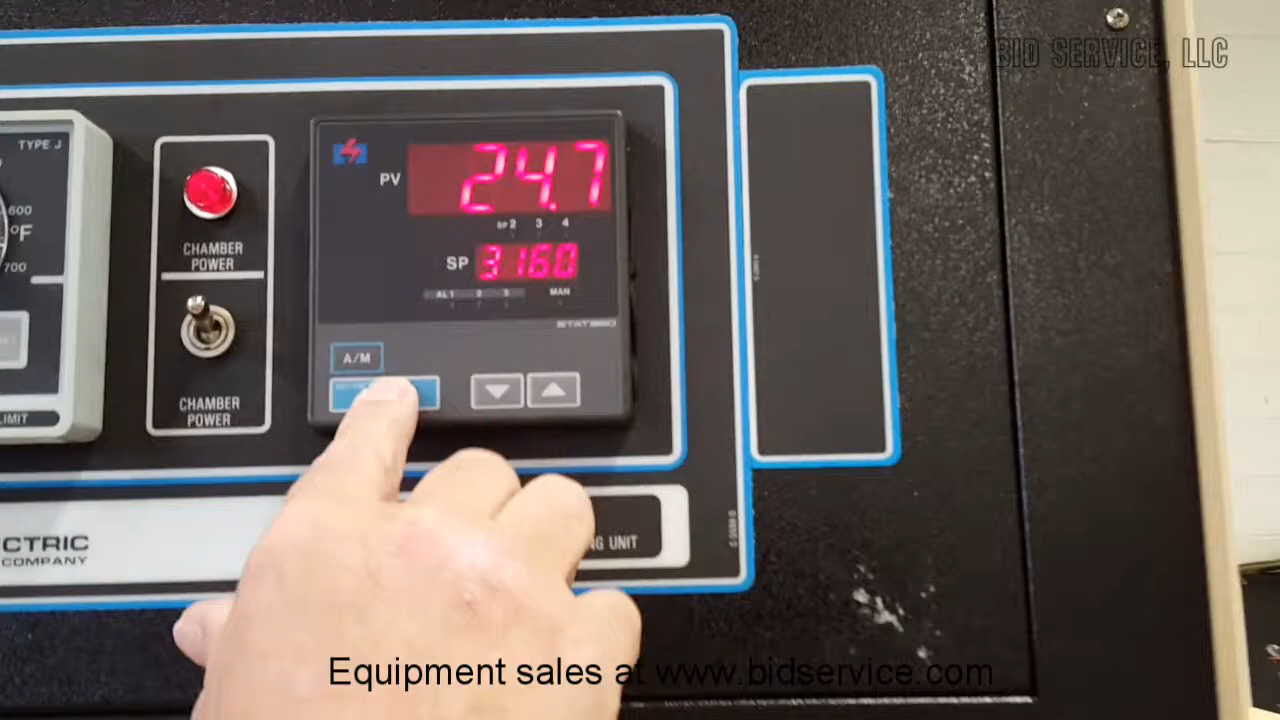 BID SERVICE, LLC
TYPE J
600
°F
700
LIMIT
CHAMBER
POWER
CHAMBER
POWER
PV
24.7
SP2 3 4
SP
3160
AL1 2 3
MAN
A/M
CTRIC
COMPANY
NG UNIT
Equipment sales at www.bidservice.com